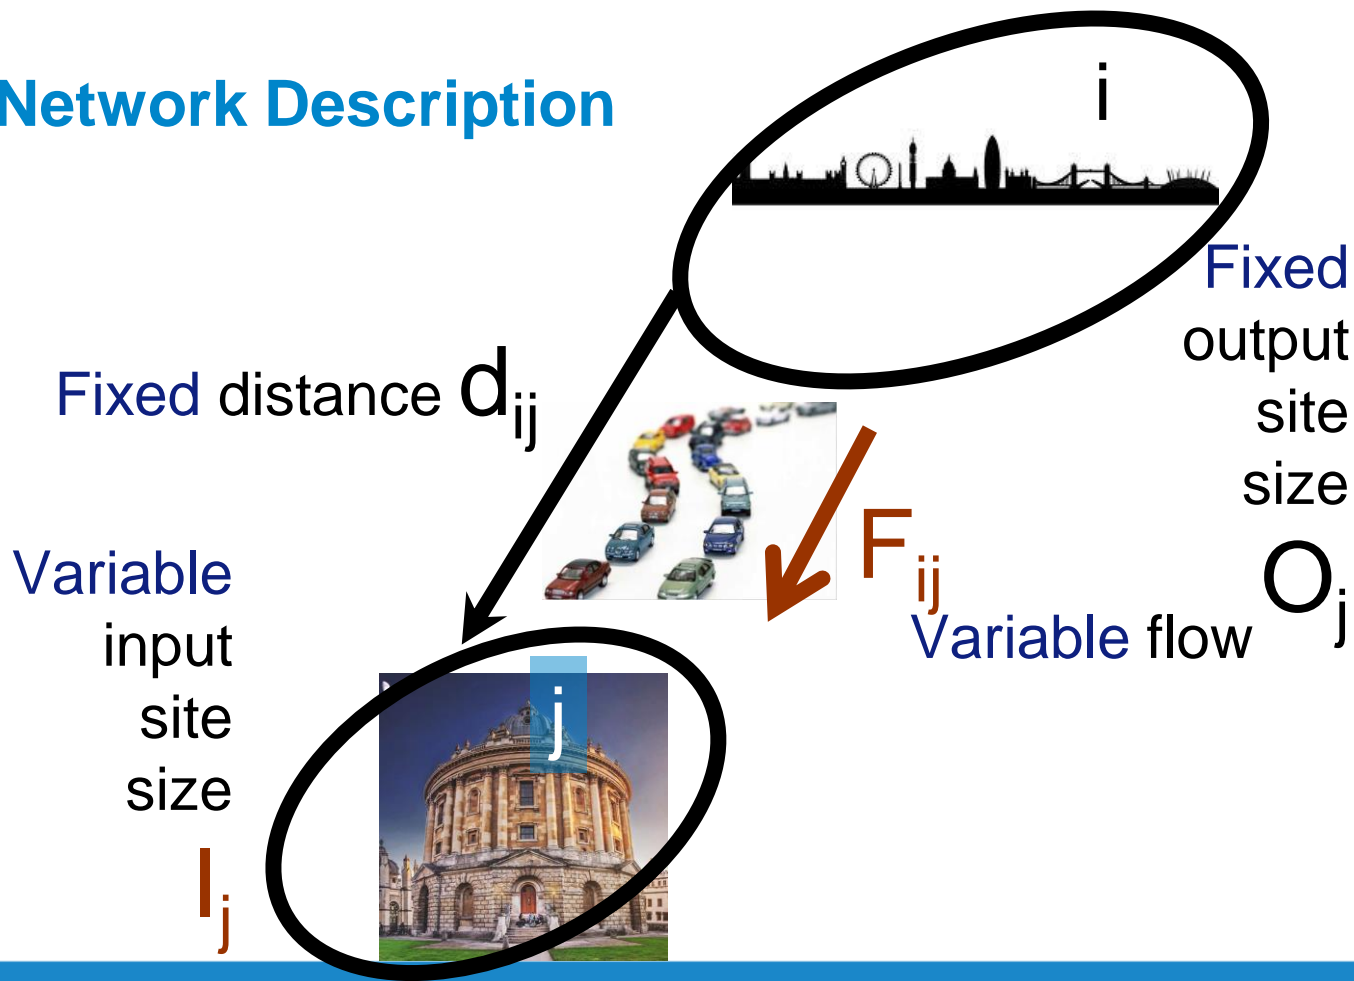 Network Description
i
Fixed
output
site
size
O_j
Fixed distance d_ij
F_ij
Variable flow
Variable
input
site
size
I_j
j